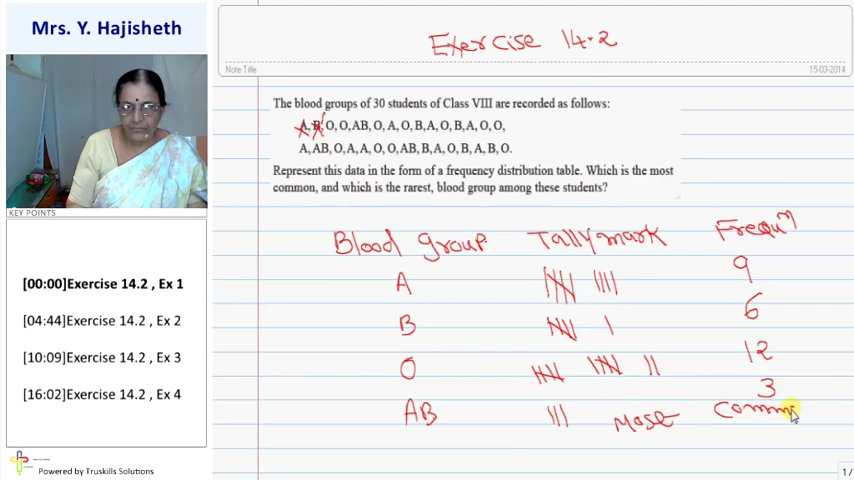 Mrs. Y. Hajisheth
Exercise 14.2
Note Title
15-03-2014
The blood groups of 30 students of Class VIII are recorded as follows:
A, B, O, O, AB, O, A, O, B, A, O, B, A, O, O,
A, AB, O, A, A, O, O, AB, B, A, O, B, A, B, O.
Represent this data in the form of a frequency distribution table. Which is the most
common, and which is the rarest, blood group among these students?
KEY POINTS
[00:00]Exercise 14.2 , Ex 1
[04:44]Exercise 14.2 , Ex 2
[10:09]Exercise 14.2 , Ex 3
[16:02]Exercise 14.2 , Ex 4
Blood group Tally mark Frequ^n
A 9
B 6
O 12
AB 3
Most Comm
Powered by Truskills Solutions
1/